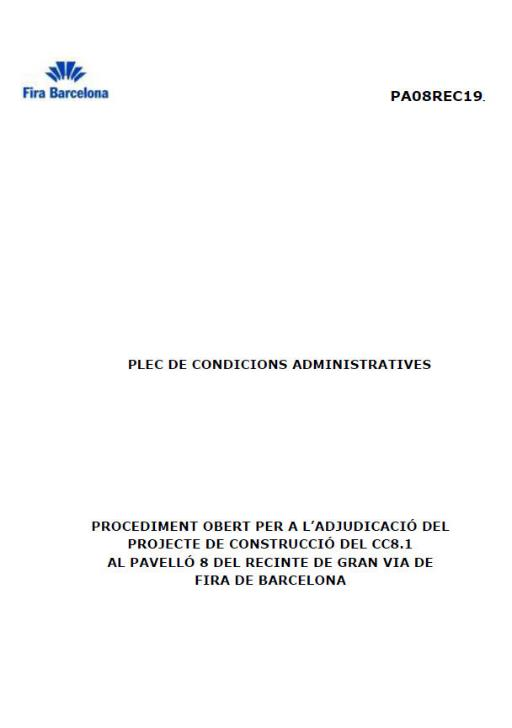 Fira Barcelona
PA08REC19.
PLEC DE CONDICIONS ADMINISTRATIVES
PROCEDIMENT OBERT PER A L’ADJUDICACIÓ DEL
PROJECTE DE CONSTRUCCIÓ DEL CC8.1
AL PAVELLÓ 8 DEL RECINTE DE GRAN VIA DE
FIRA DE BARCELONA